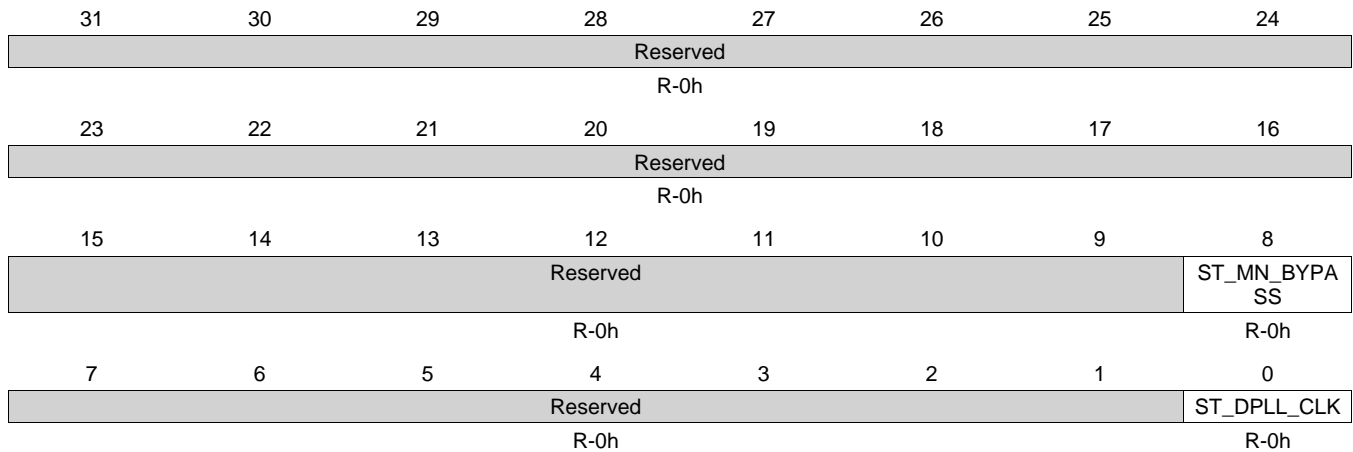 31 30 29 28 27 26 25 24
Reserved
R-0h
23 22 21 20 19 18 17 16
Reserved
R-0h
15 14 13 12 11 10 9 8
Reserved ST_MN_BYPA
SS
R-0h R-0h
7 6 5 4 3 2 1 0
Reserved ST_DPLL_CLK
R-0h R-0h